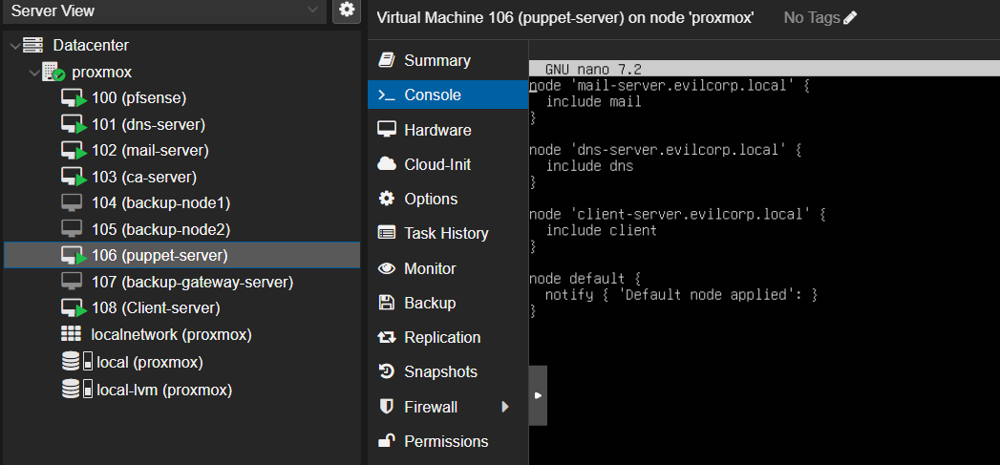 Server View
Datacenter
proxmox
100 (pfsense)
101 (dns-server)
102 (mail-server)
103 (ca-server)
104 (backup-node1)
105 (backup-node2)
106 (puppet-server)
107 (backup-gateway-server)
108 (Client-server)
localnetwork (proxmox)
local (proxmox)
local-lvm (proxmox)
Virtual Machine 106 (puppet-server) on node 'proxmox' No Tags
Summary
Console
Hardware
Cloud-Init
Options
Task History
Monitor
Backup
Replication
Snapshots
Firewall
Permissions
GNU nano 7.2
node 'mail-server.evilcorp.local' {
include mail
}
node 'dns-server.evilcorp.local' {
include dns
}
node 'client-server.evilcorp.local' {
include client
}
node default {
notify { 'Default node applied': }
}